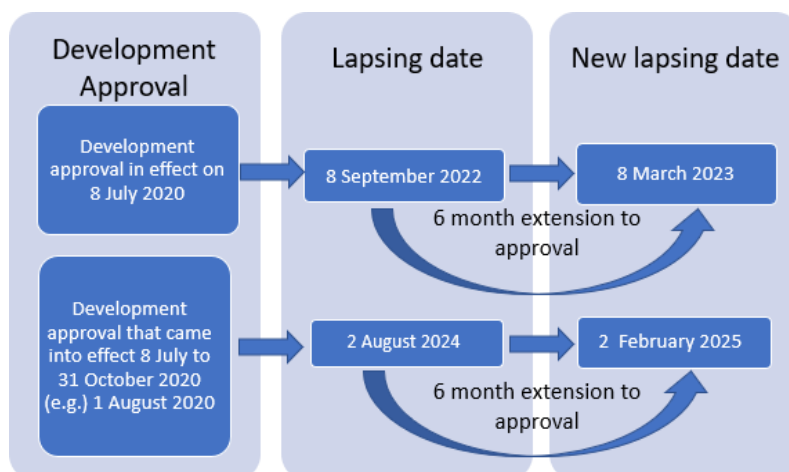 Development
Approval
Lapsing date
New lapsing date
Development
approval in effect on
8 July 2020
8 September 2022
8 March 2023
6 month extension to
approval
Development
approval that came
into effect 8 July to
31 October 2020
(e.g.) 1 August 2020
2 August 2024
2  February 2025
6 month extension to
approval